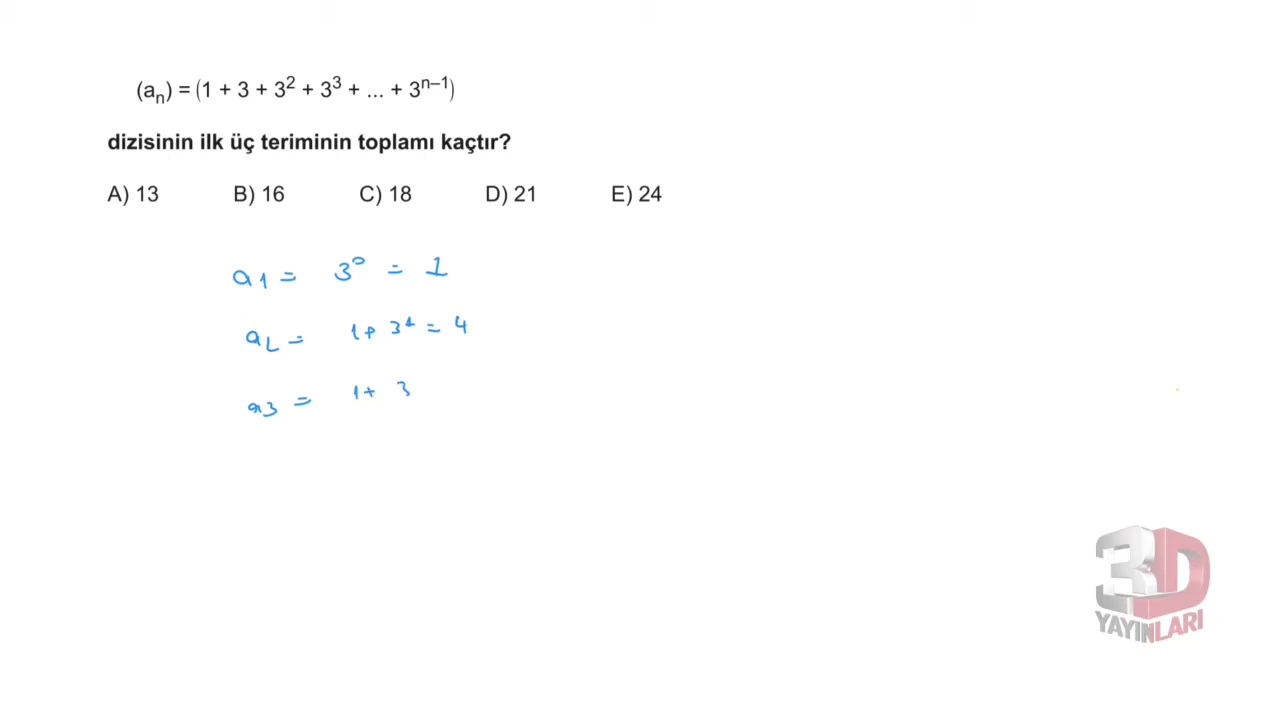 (aₙ) = (1 + 3 + 3² + 3³ + ... + 3ⁿ⁻¹)
dizisinin ilk üç teriminin toplamı kaçtır?
A) 13 B) 16 C) 18 D) 21 E) 24
a1 = 3⁰ = 1
a2 = 1 + 3¹ = 4
a3 = 1 + 3
3D
YAYINLARI